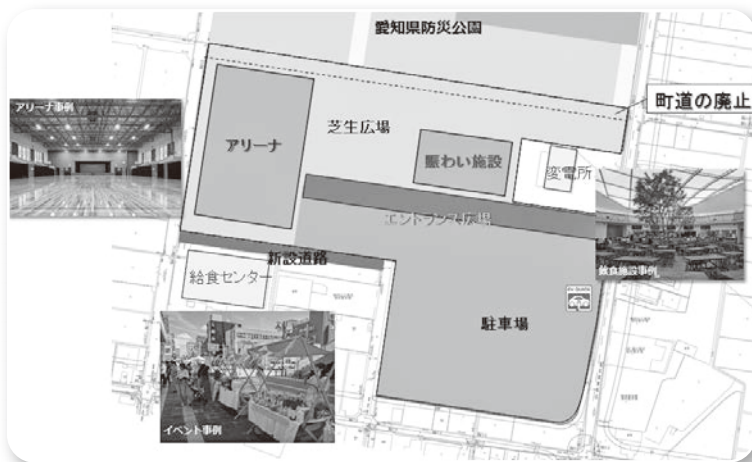 愛知県防災公園
町道の廃止
アリーナ事例
芝生広場
アリーナ
賑わい施設
変電所
エントランス広場
飲食施設事例
新設道路
給食センター
駐車場
イベント事例